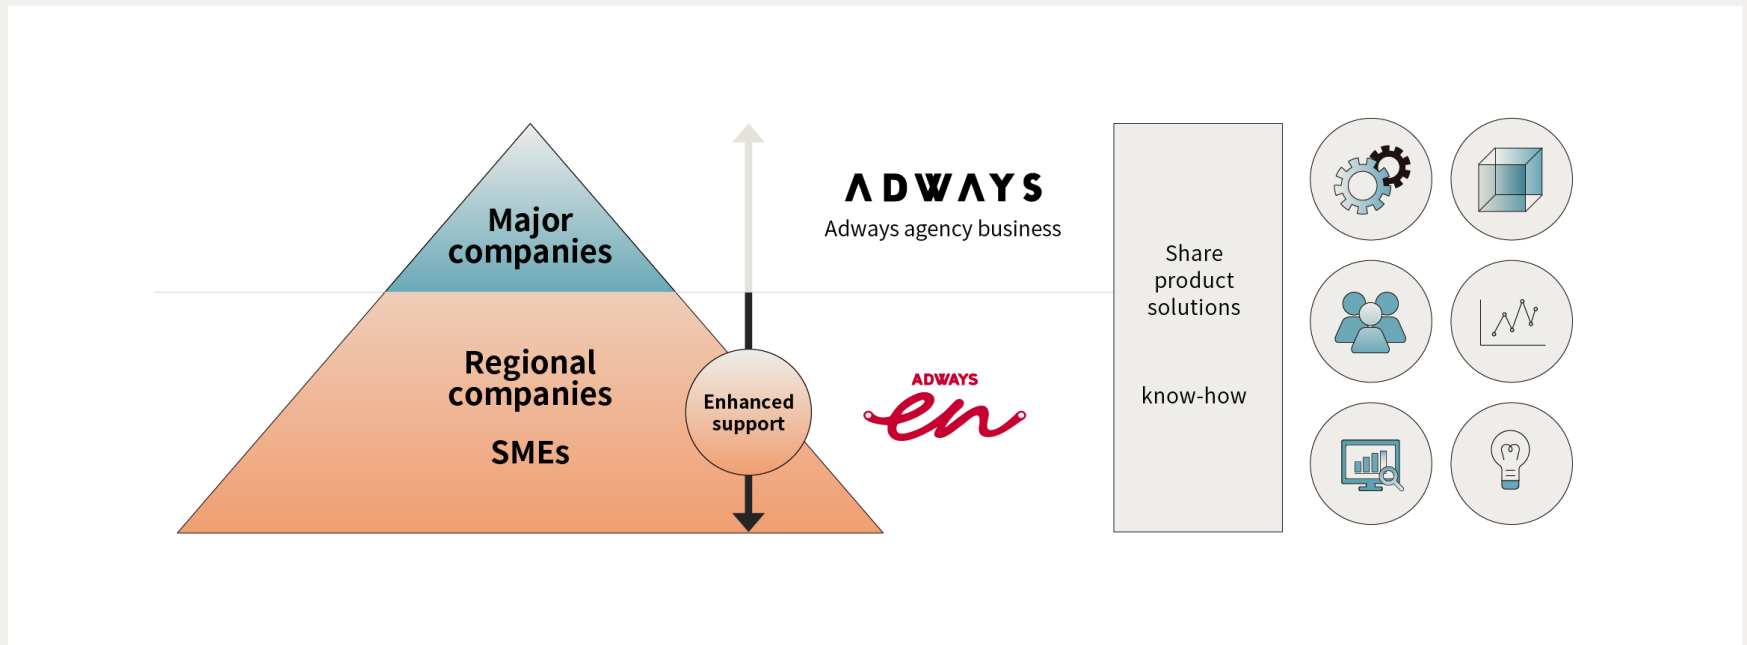 Major
companies
Regional
companies
SMEs
Enhanced
support
ADWAYS
Adways agency business
ADWAYS
en
Share
product
solutions
know-how